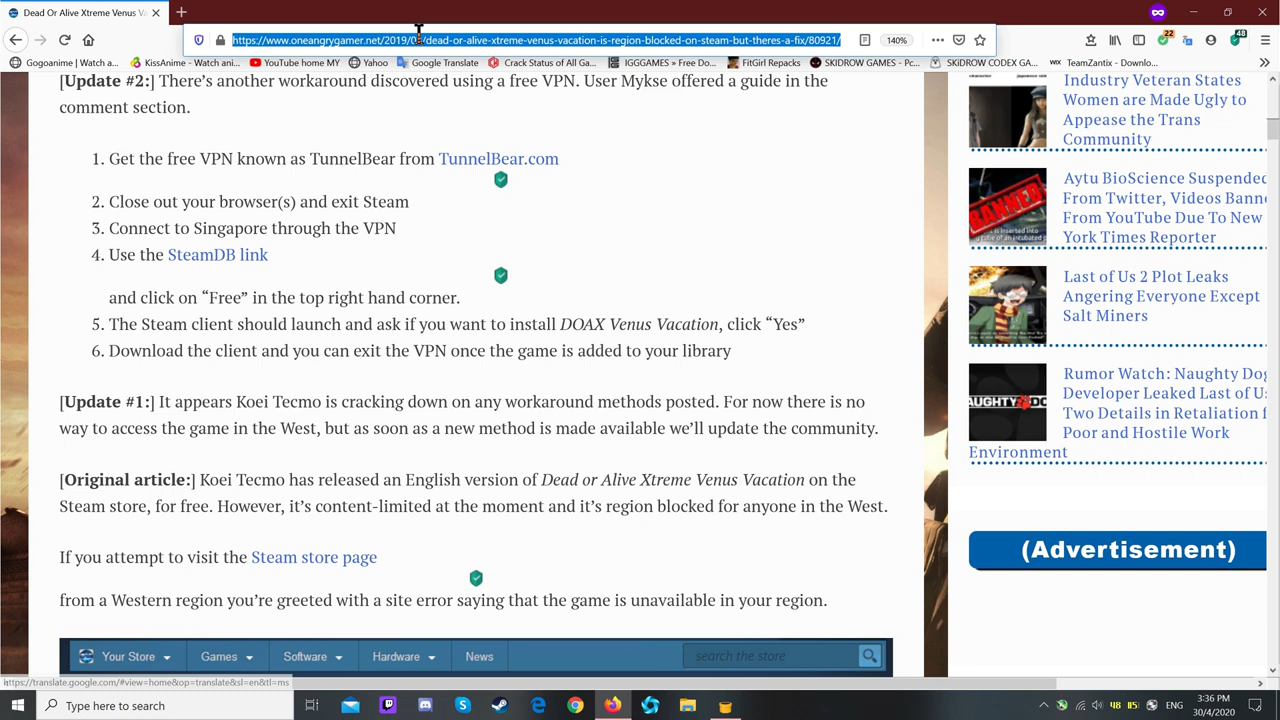 Dead Or Alive Xtreme Venus Va
https://www.oneangrygamer.net/2019/0 /dead-or-alive-xtreme-venus-vacation-is-region-blocked-on-steam-but-theres-a-fix/80921/
140%
22
48
Gogoanime | Watch a...
KissAnime - Watch ani...
YouTube home MY
Yahoo
Google Translate
Crack Status of All Ga...
IGGGAMES » Free Do...
FitGirl Repacks
SKIDROW GAMES - Pc...
SKiDROW CODEX GA...
WIX
TeamZantix - Downlo...
[Update #2:] There's another workaround discovered using a free VPN. User Mykse offered a guide in the
comment section.
1. Get the free VPN known as TunnelBear from TunnelBear.com
2. Close out your browser(s) and exit Steam
3. Connect to Singapore through the VPN
4. Use the SteamDB link
and click on “Free” in the top right hand corner.
5. The Steam client should launch and ask if you want to install DOAX Venus Vacation, click “Yes”
6. Download the client and you can exit the VPN once the game is added to your library
[Update #1:] It appears Koei Tecmo is cracking down on any workaround methods posted. For now there is no
way to access the game in the West, but as soon as a new method is made available we'll update the community.
[Original article:] Koei Tecmo has released an English version of Dead or Alive Xtreme Venus Vacation on the
Steam store, for free. However, it's content-limited at the moment and it's region blocked for anyone in the West.
If you attempt to visit the Steam store page
from a Western region you're greeted with a site error saying that the game is unavailable in your region.
Your Store
Games
Software
Hardware
News
search the store
Industry Veteran States
Women are Made Ugly to
Appease the Trans
Community
BANNED
Aytu BioScience Suspended
From Twitter, Videos Banne
From YouTube Due To New
York Times Reporter
Last of Us 2 Plot Leaks
Angering Everyone Except
Salt Miners
AUGHTY DO
Rumor Watch: Naughty Dog
Developer Leaked Last of Us
Two Details in Retaliation f
Poor and Hostile Work
Environment
(Advertisement)
https://translate.google.com/#view=home&op=translate&sl=en&tl=ms
Type here to search
3:36 PM
30/4/2020